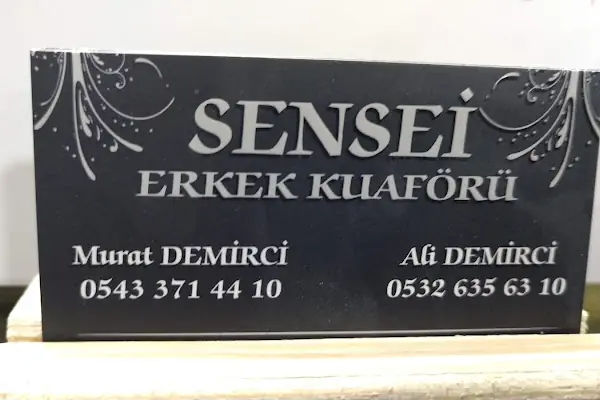 SENSEİ
ERKEK KUAFÖRÜ
Murat DEMİRCİ
0543 371 44 10
Ali DEMİRCİ
0532 635 63 10